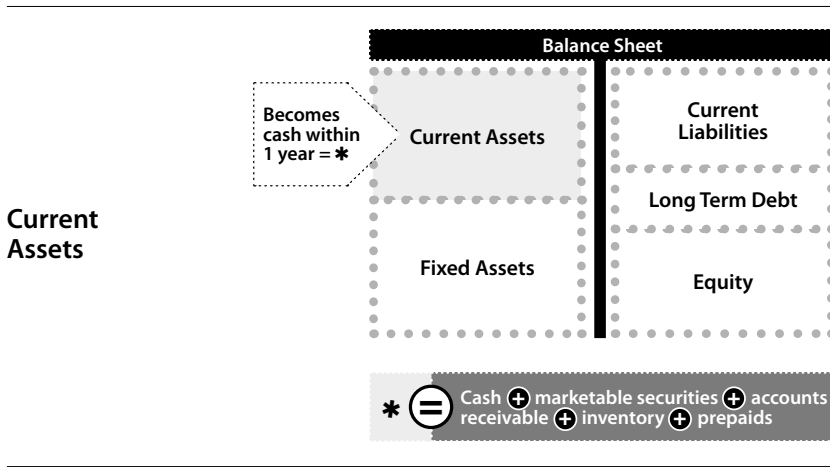 Balance Sheet
Becomes
cash within
1 year = *
Current Assets
Current
Liabilities
Long Term Debt
Current
Assets
Fixed Assets
Equity
* = Cash + marketable securities + accounts
receivable + inventory + prepaids